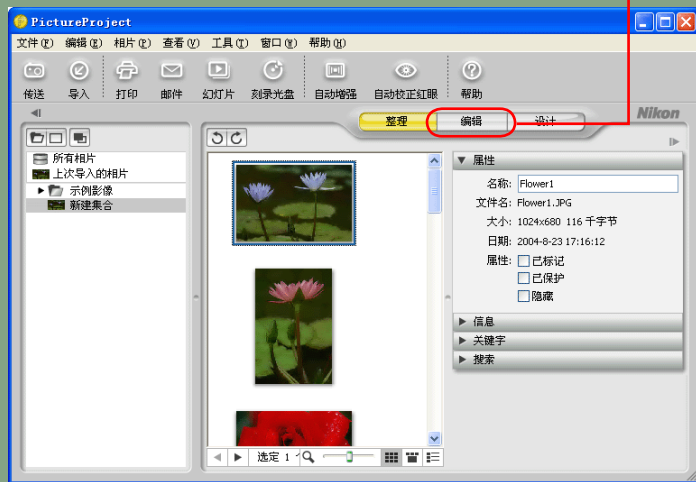 PictureProject
文件(F) 编辑(E) 相片(P) 查看(V) 工具(T) 窗口(W) 帮助(H)
传送 导入 打印 邮件 幻灯片 刻录光盘 自动增强 自动校正红眼 帮助
整理 编辑 设计
Nikon
所有相片
上次导入的相片
示例影像
新建集合
属性
名称: Flower1
文件名: Flower1.JPG
大小: 1024x680 116 千字节
日期: 2004-8-23 17:16:12
属性: 已标记
已保护
隐藏
信息
关键字
搜索
选定 1